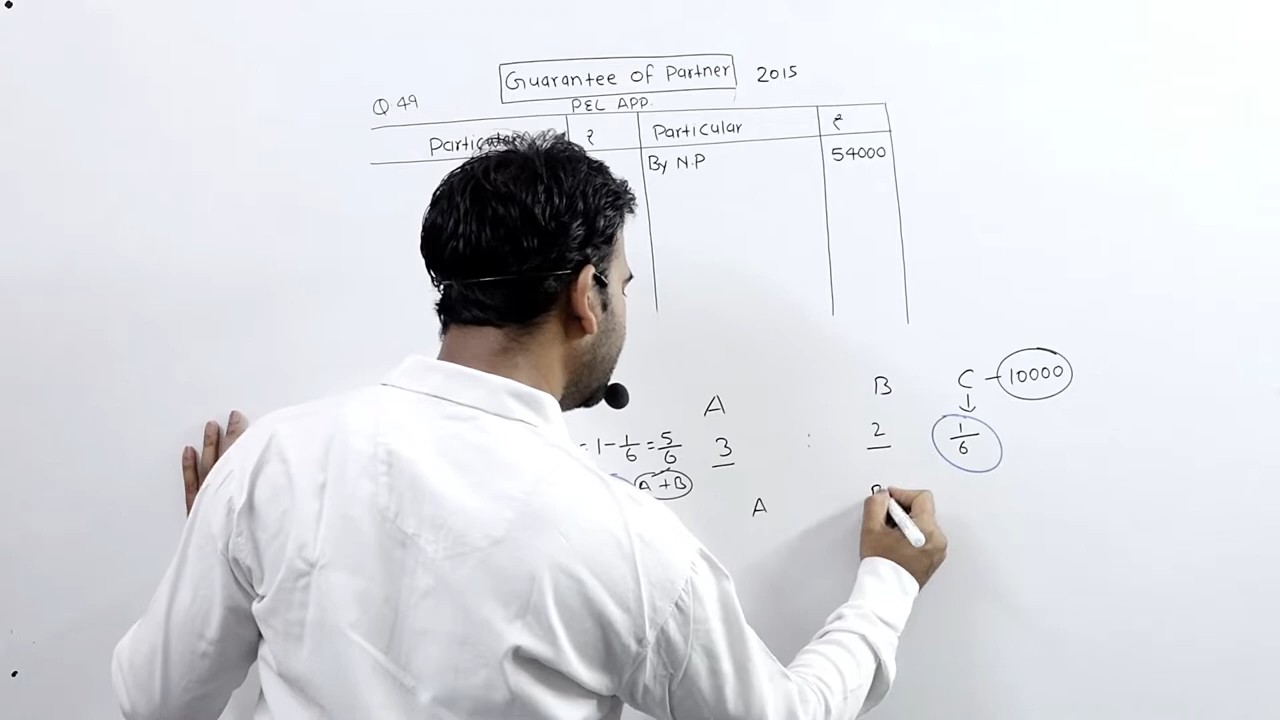 Guarantee of Partner 2015
Q 49
P&L APP.
Particular ₹ Particular ₹
By N.P 54000
A B C - 10000
= 1 - 1/6 = 5/6 3 : 2 1/6
A + B
A B